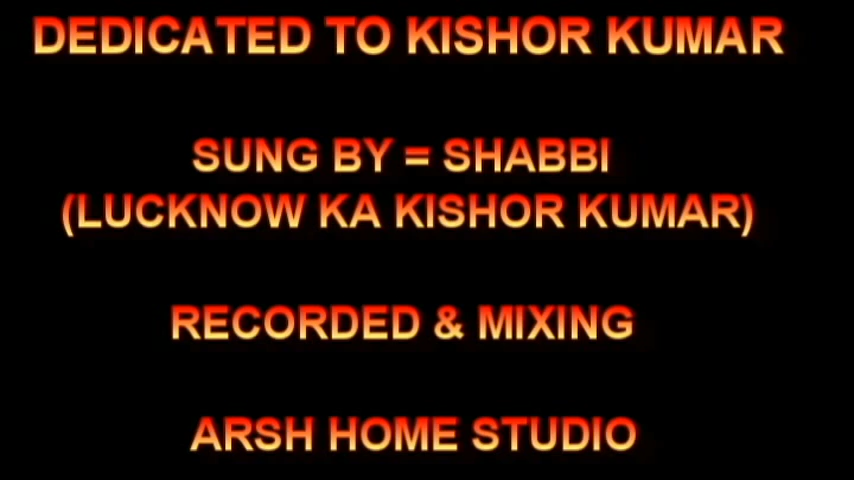 DEDICATED TO KISHOR KUMAR
SUNG BY = SHABBI
(LUCKNOW KA KISHOR KUMAR)
RECORDED & MIXING
ARSH HOME STUDIO